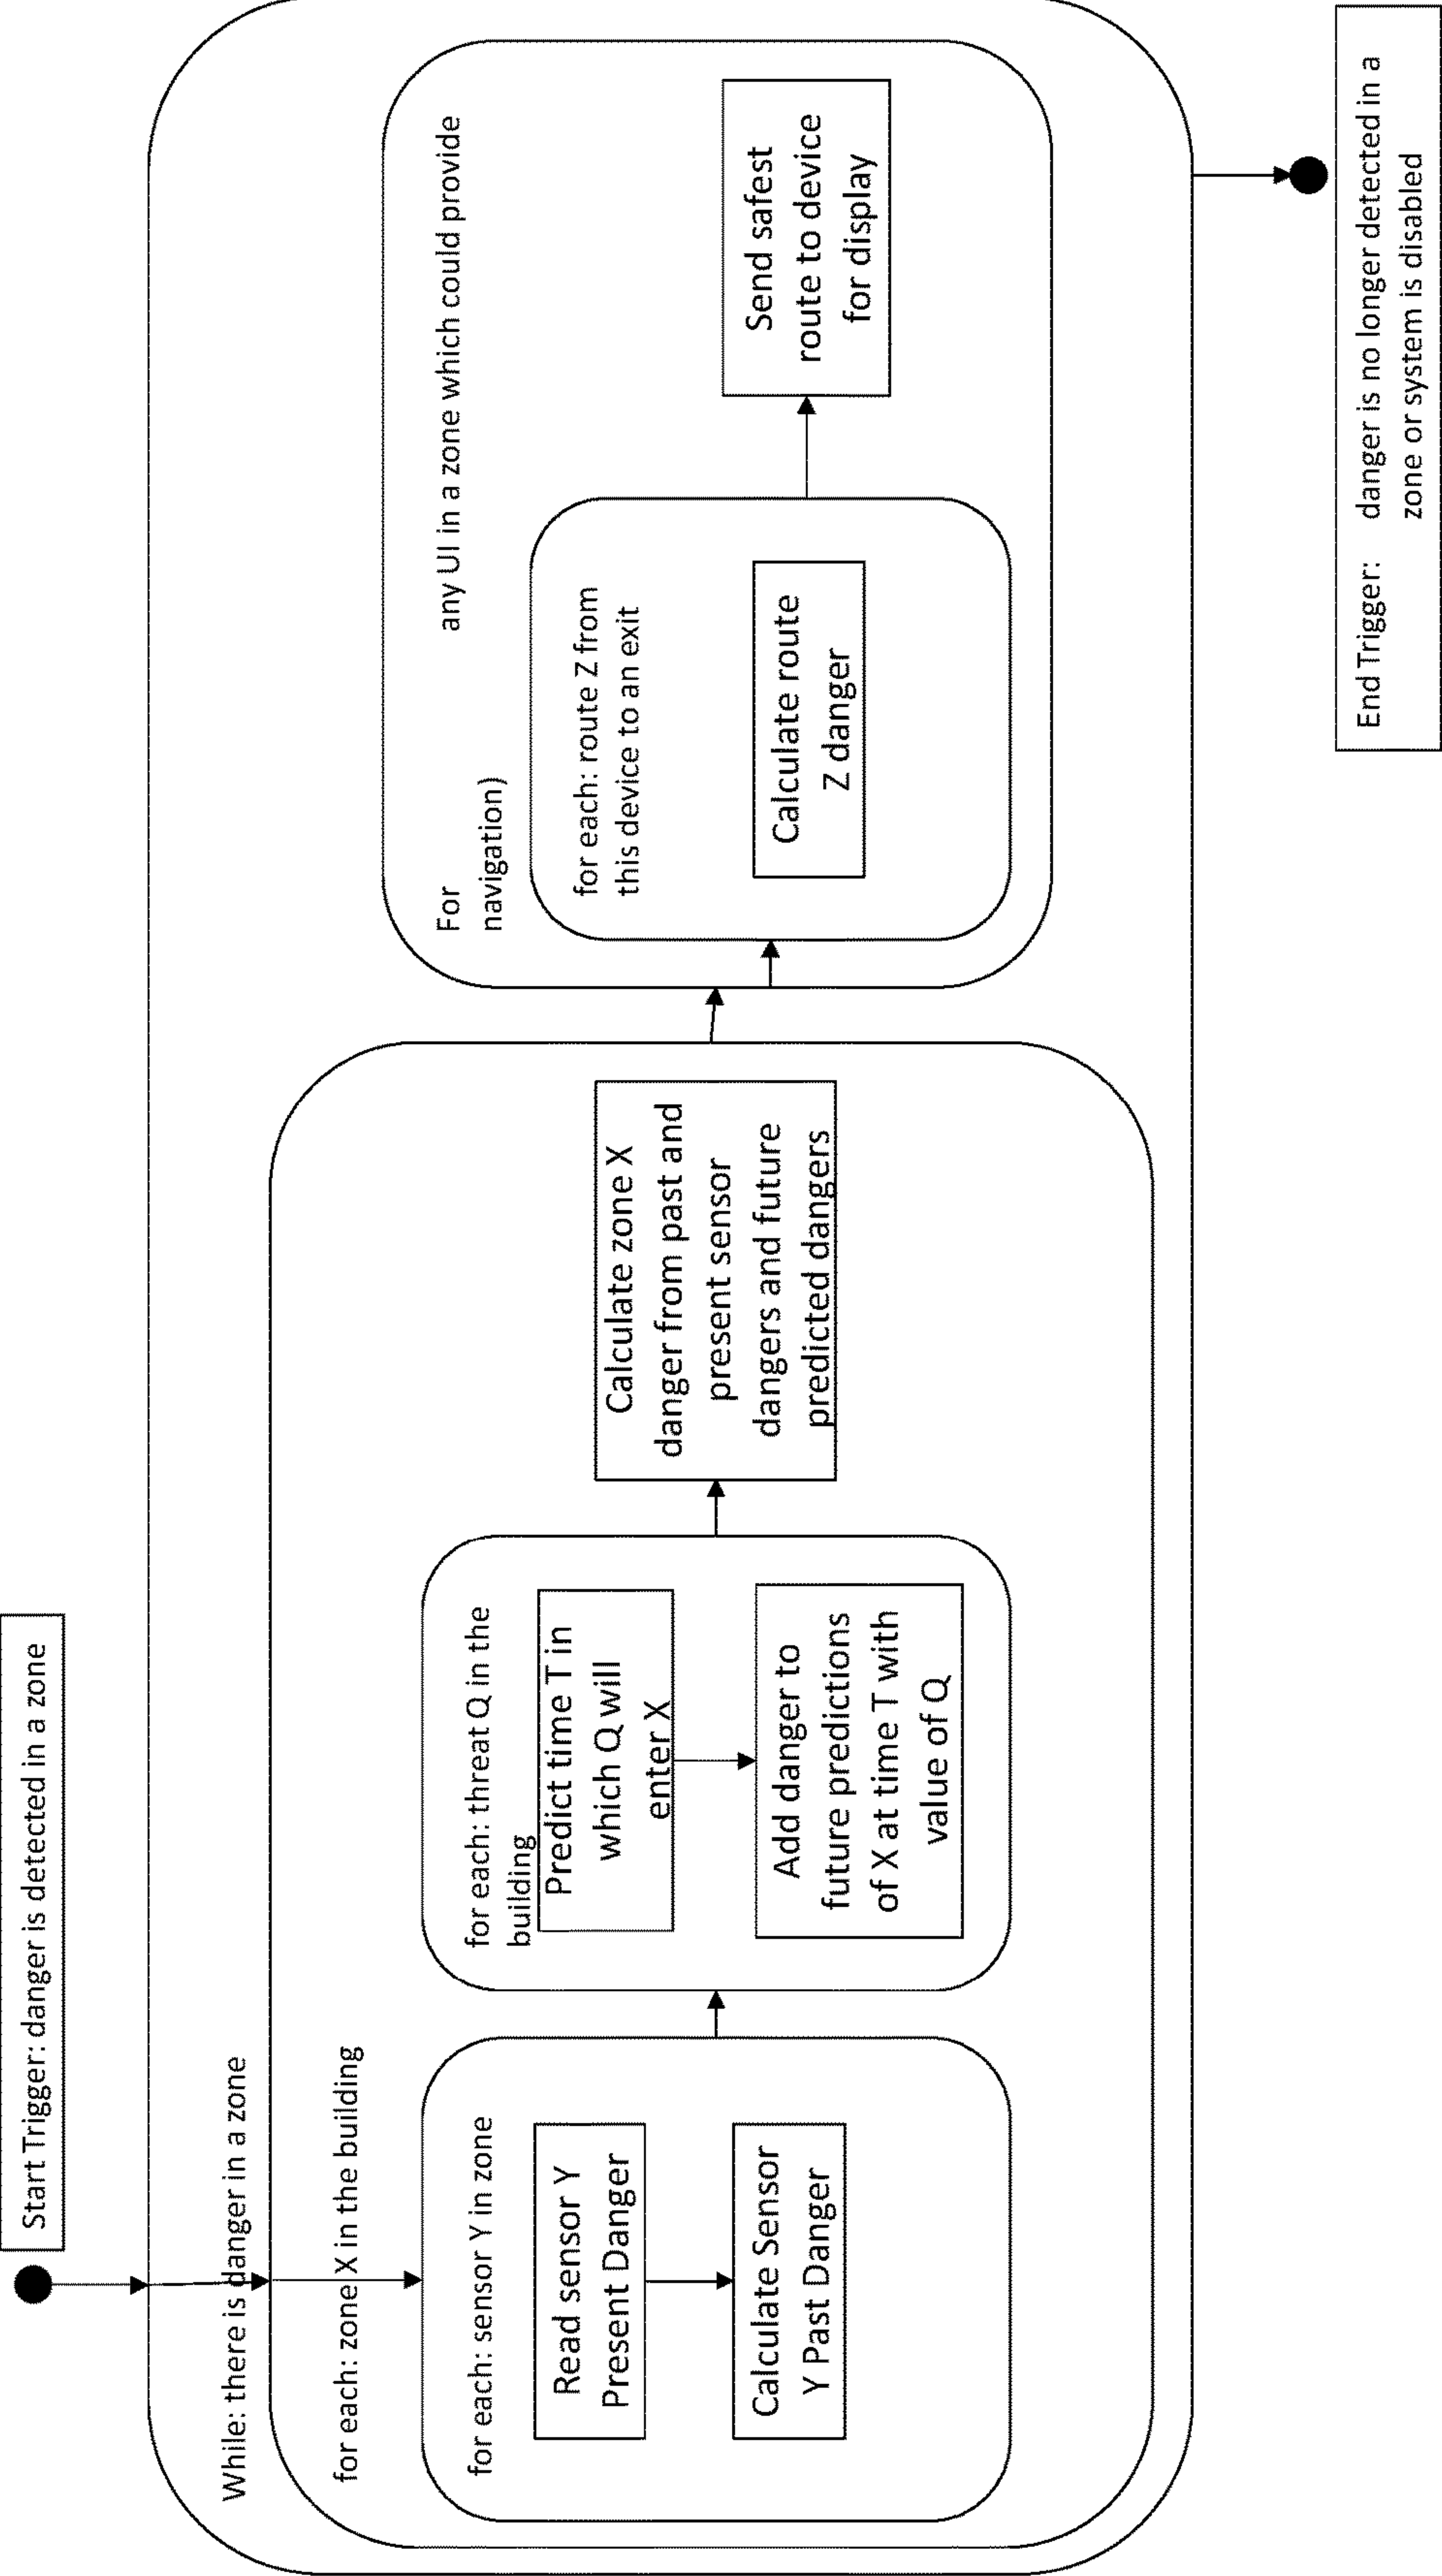 Start Trigger: danger is detected in a zone
While: there is danger in a zone
for each: zone X in the building
for each: sensor Y in zone
Read sensor Y
Present Danger
Calculate Sensor
Y Past Danger
for each: threat Q in the
building
Predict time T in
which Q will
enter X
Add danger to
future predictions
of X at time T with
value of Q
Calculate zone X
danger from past and
present sensor
dangers and future
predicted dangers
For any UI in a zone which could provide
navigation)
for each: route Z from
this device to an exit
Calculate route
Z danger
Send safest
route to device
for display
End Trigger: danger is no longer detected in a
zone or system is disabled